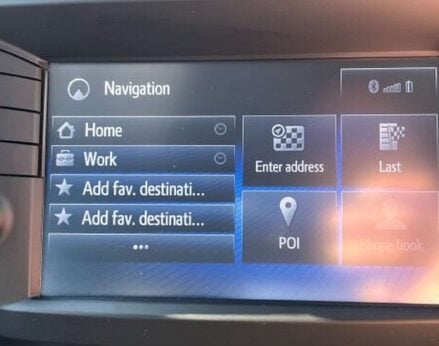 Navigation
Home
Work
Add fav. destinati...
Add fav. destinati...
...
Enter address
Last
POI
Phone book